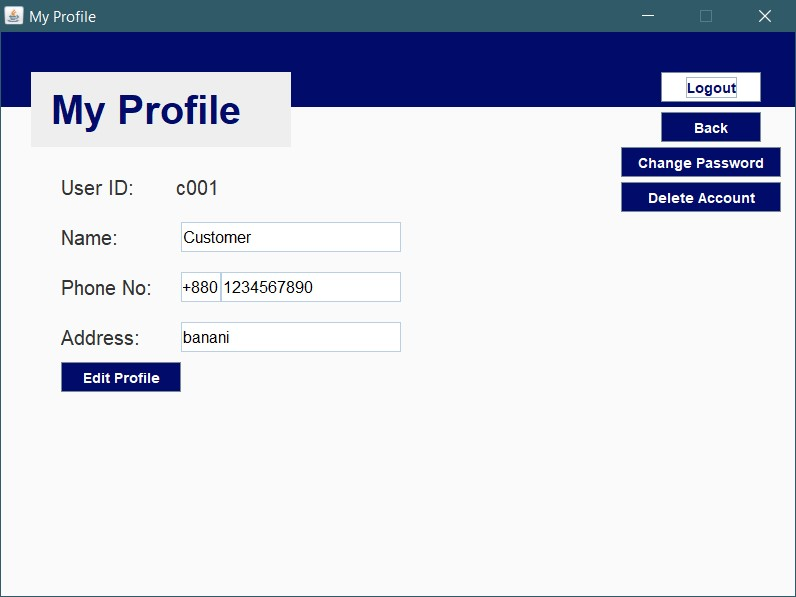 My Profile
Logout
My Profile
Back
Change Password
User ID: c001
Delete Account
Name: Customer
Phone No: +880 1234567890
Address: banani
Edit Profile